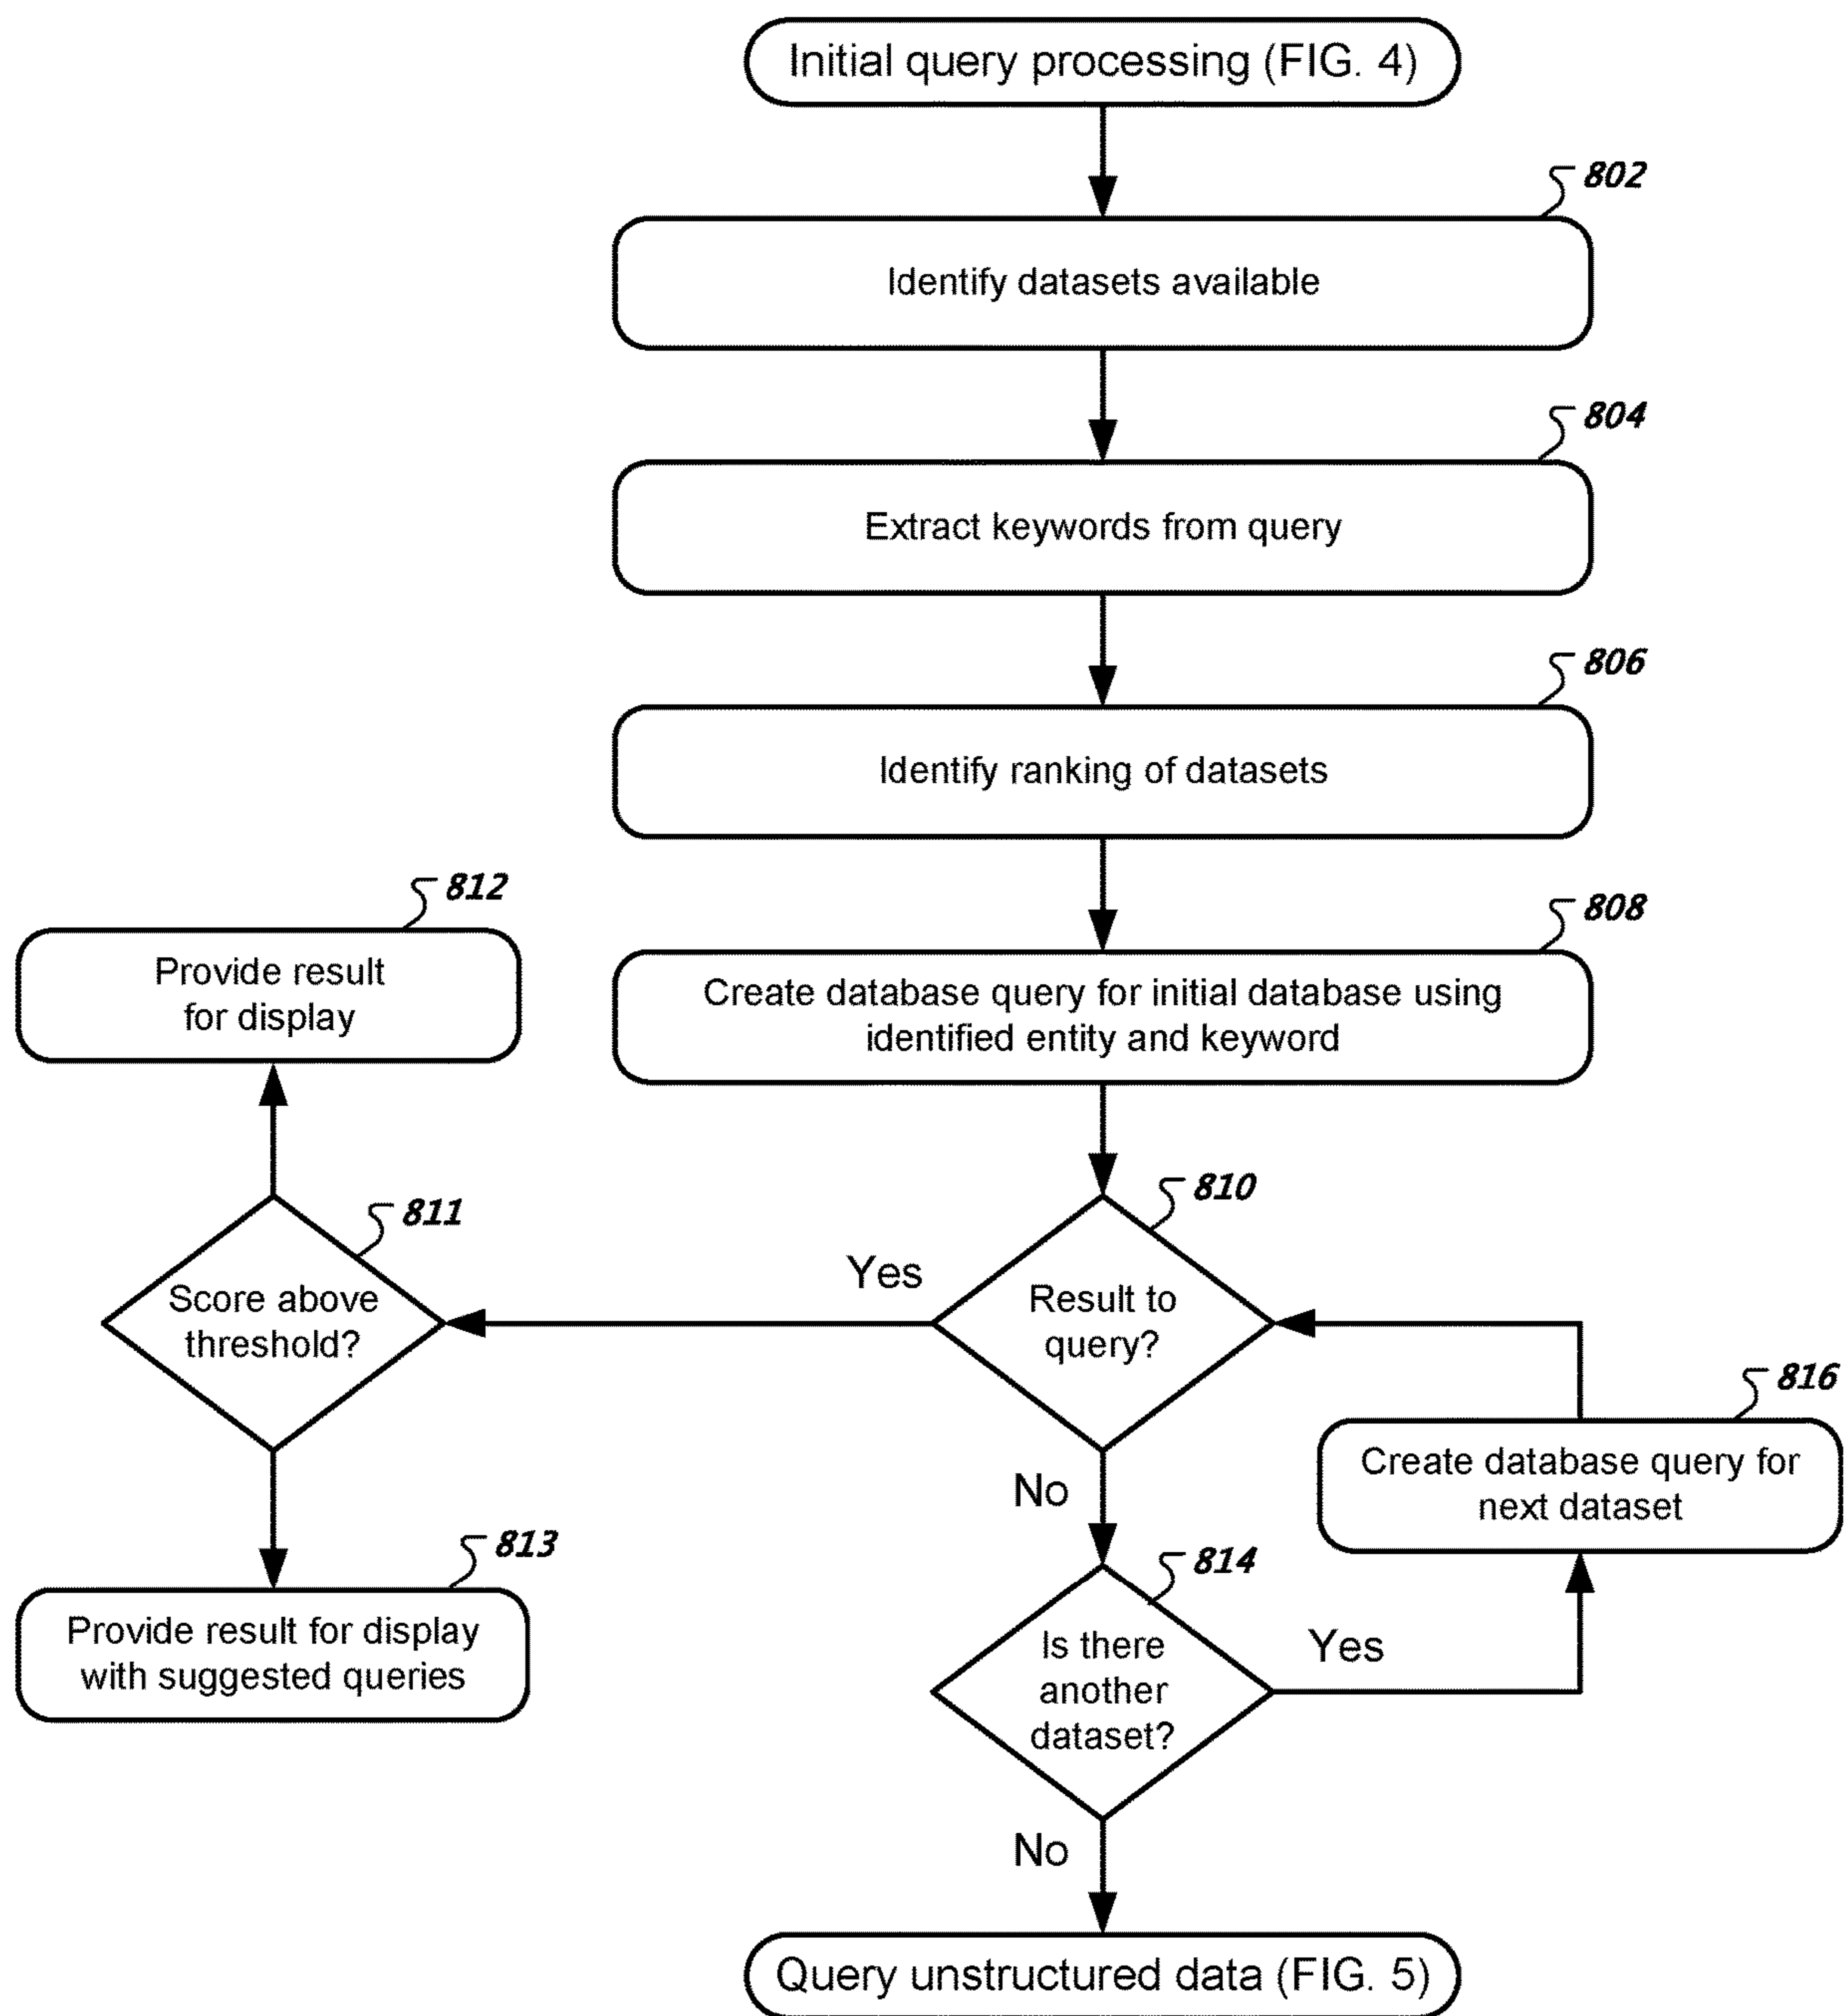 Initial query processing (FIG. 4)
802
Identify datasets available
804
Extract keywords from query
806
Identify ranking of datasets
808
Create database query for initial database using
identified entity and keyword
812
Provide result
for display
810
Result to
query?
Yes
811
Score above
threshold?
813
Provide result for display
with suggested queries
No
816
Create database query for
next dataset
814
Is there
another
dataset?
Yes
No
Query unstructured data (FIG. 5)